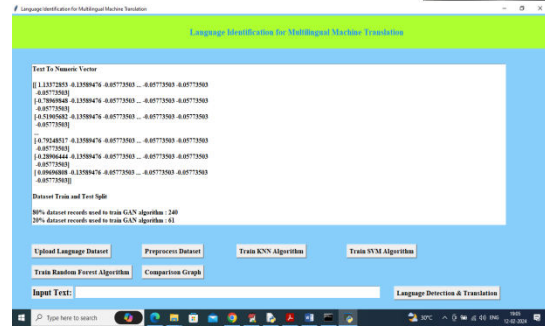 Language Identification for Multilingual Machine Translation
Language Identification for Multilingual Machine Translation
Text To Numeric Vector
[[ 1.13372853 -0.13589476 -0.05773503 ... -0.05773503 -0.05773503
-0.05773503]
[-0.78969848 -0.13589476 -0.05773503 ... -0.05773503 -0.05773503
-0.05773503]
[-0.51905682 -0.13589476 -0.05773503 ... -0.05773503 -0.05773503
-0.05773503]
...
[-0.79248517 -0.13589476 -0.05773503 ... -0.05773503 -0.05773503
-0.05773503]
[-0.28906444 -0.13589476 -0.05773503 ... -0.05773503 -0.05773503
-0.05773503]
[ 0.09696808 -0.13589476 -0.05773503 ... -0.05773503 -0.05773503
-0.05773503]]
Dataset Train and Test Split
80% dataset records used to train GAN algorithm : 240
20% dataset records used to train GAN algorithm : 61
Upload Language Dataset Preprocess Dataset Train KNN Algorithm Train SVM Algorithm
Train Random Forest Algorithm Comparison Graph
Input Text: Language Detection & Translation
Type here to search 30°C ENG 19:05
12-02-2024